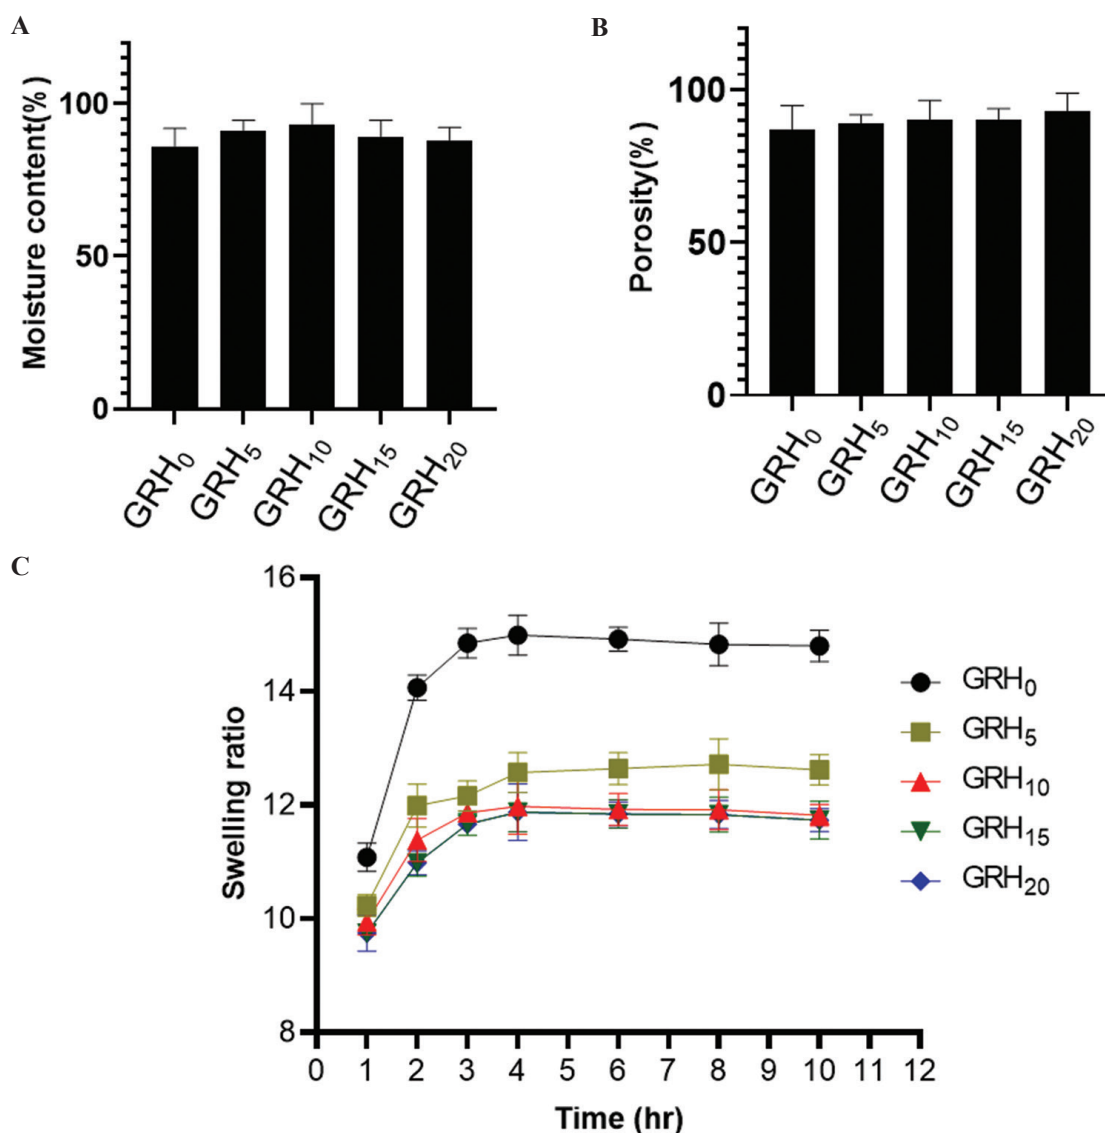 A
Moisture content(%)
100
50
0
GRH₀
GRH₅
GRH₁₀
GRH₁₅
GRH₂₀
B
Porosity(%)
100
50
0
GRH₀
GRH₅
GRH₁₀
GRH₁₅
GRH₂₀
C
Swelling ratio
16
14
12
10
8
0 1 2 3 4 5 6 7 8 9 10 11 12
Time (hr)
GRH₀
GRH₅
GRH₁₀
GRH₁₅
GRH₂₀